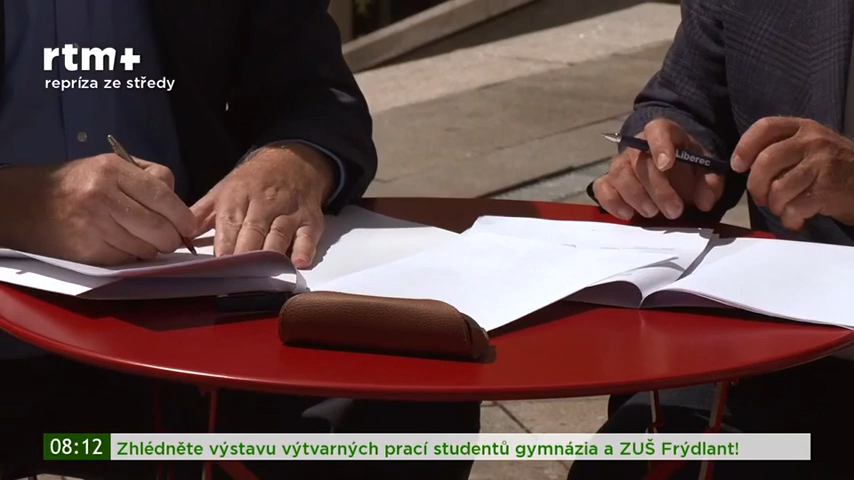 rtm+
repríza ze středy
Liberec
08:12 Zhlédněte výstavu výtvarných prací studentů gymnázia a ZUŠ Frýdlant!